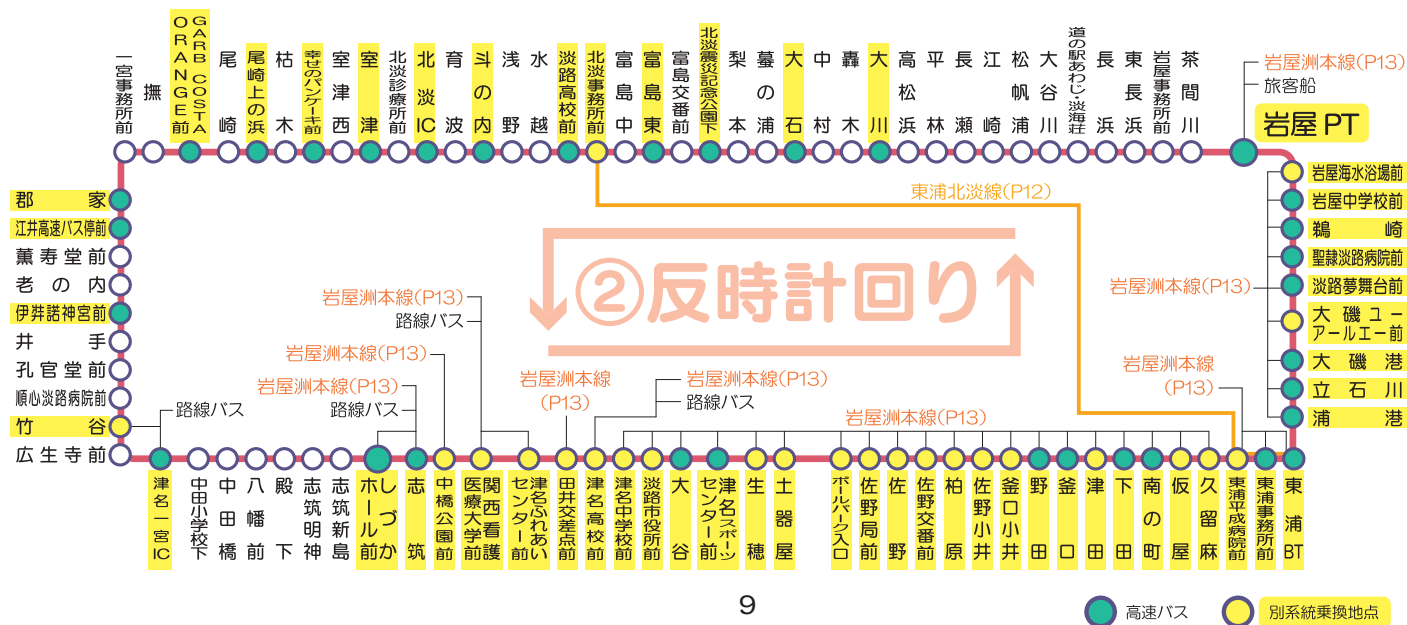 一宮事務所前
撫
GARB COSTA
ORANGE前
尾崎
尾崎上の浜
枯木
幸せのパンケーキ前
室津西
室津
北淡診療所前
北淡IC
育波
斗の内
浅野
水越
淡路高校前
北淡事務所前
富島中
富島東
富島交番前
北淡震災記念公園下
梨本
蟇の浦
大石
中村
轟木
大川
高松浜
平林
長瀬
江崎
松帆浦
大谷川
道の駅あわじ・淡海荘
長浜
東長浜
岩屋事務所前
茶間川
岩屋洲本線(P13)
旅客船
岩屋PT
岩屋海水浴場前
岩屋中学校前
鵜崎
聖隷淡路病院前
淡路夢舞台前
大磯ユー
アールエー前
大磯港
立石川
浦港
岩屋洲本線(P13)
郡家
江井高速バス停前
薫寿堂前
老の内
伊弉諾神宮前
井手
孔官堂前
順心淡路病院前
竹谷
広生寺前
東浦北淡線(P12)
②反時計回り
岩屋洲本線(P13)
路線バス
岩屋洲本線(P13)
岩屋洲本線(P13)
路線バス
路線バス
岩屋洲本線
(P13)
岩屋洲本線(P13)
路線バス
岩屋洲本線(P13)
岩屋洲本線
(P13)
津名一宮IC
中田小学校下
中田橋
八幡前
殿下
志筑明神
志筑新島
しづか
ホール前
志筑
中橋公園前
関西看護
医療大学前
津名ふれあい
センター前
田井交差点前
津名高校前
津名中学校前
淡路市役所前
大谷
津名スポーツ
センター前
生穂
土器屋
ボールパーク入口
佐野局前
佐野
佐野交番前
柏原
佐野小井
釜口小井
野田
釜口
津田
下田
南の町
仮屋
久留麻
東浦平成病院前
東浦事務所前
東浦BT
9
高速バス
別系統乗換地点